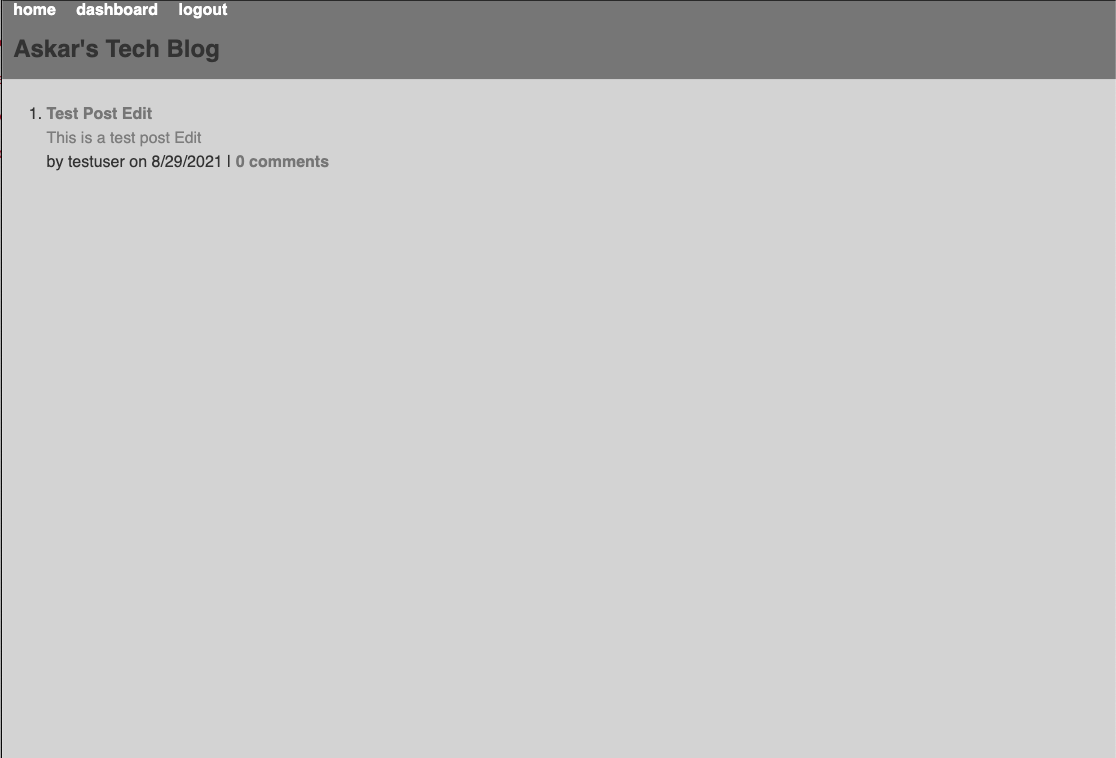 home dashboard logout
Askar's Tech Blog
1. Test Post Edit
This is a test post Edit
by testuser on 8/29/2021 | 0 comments